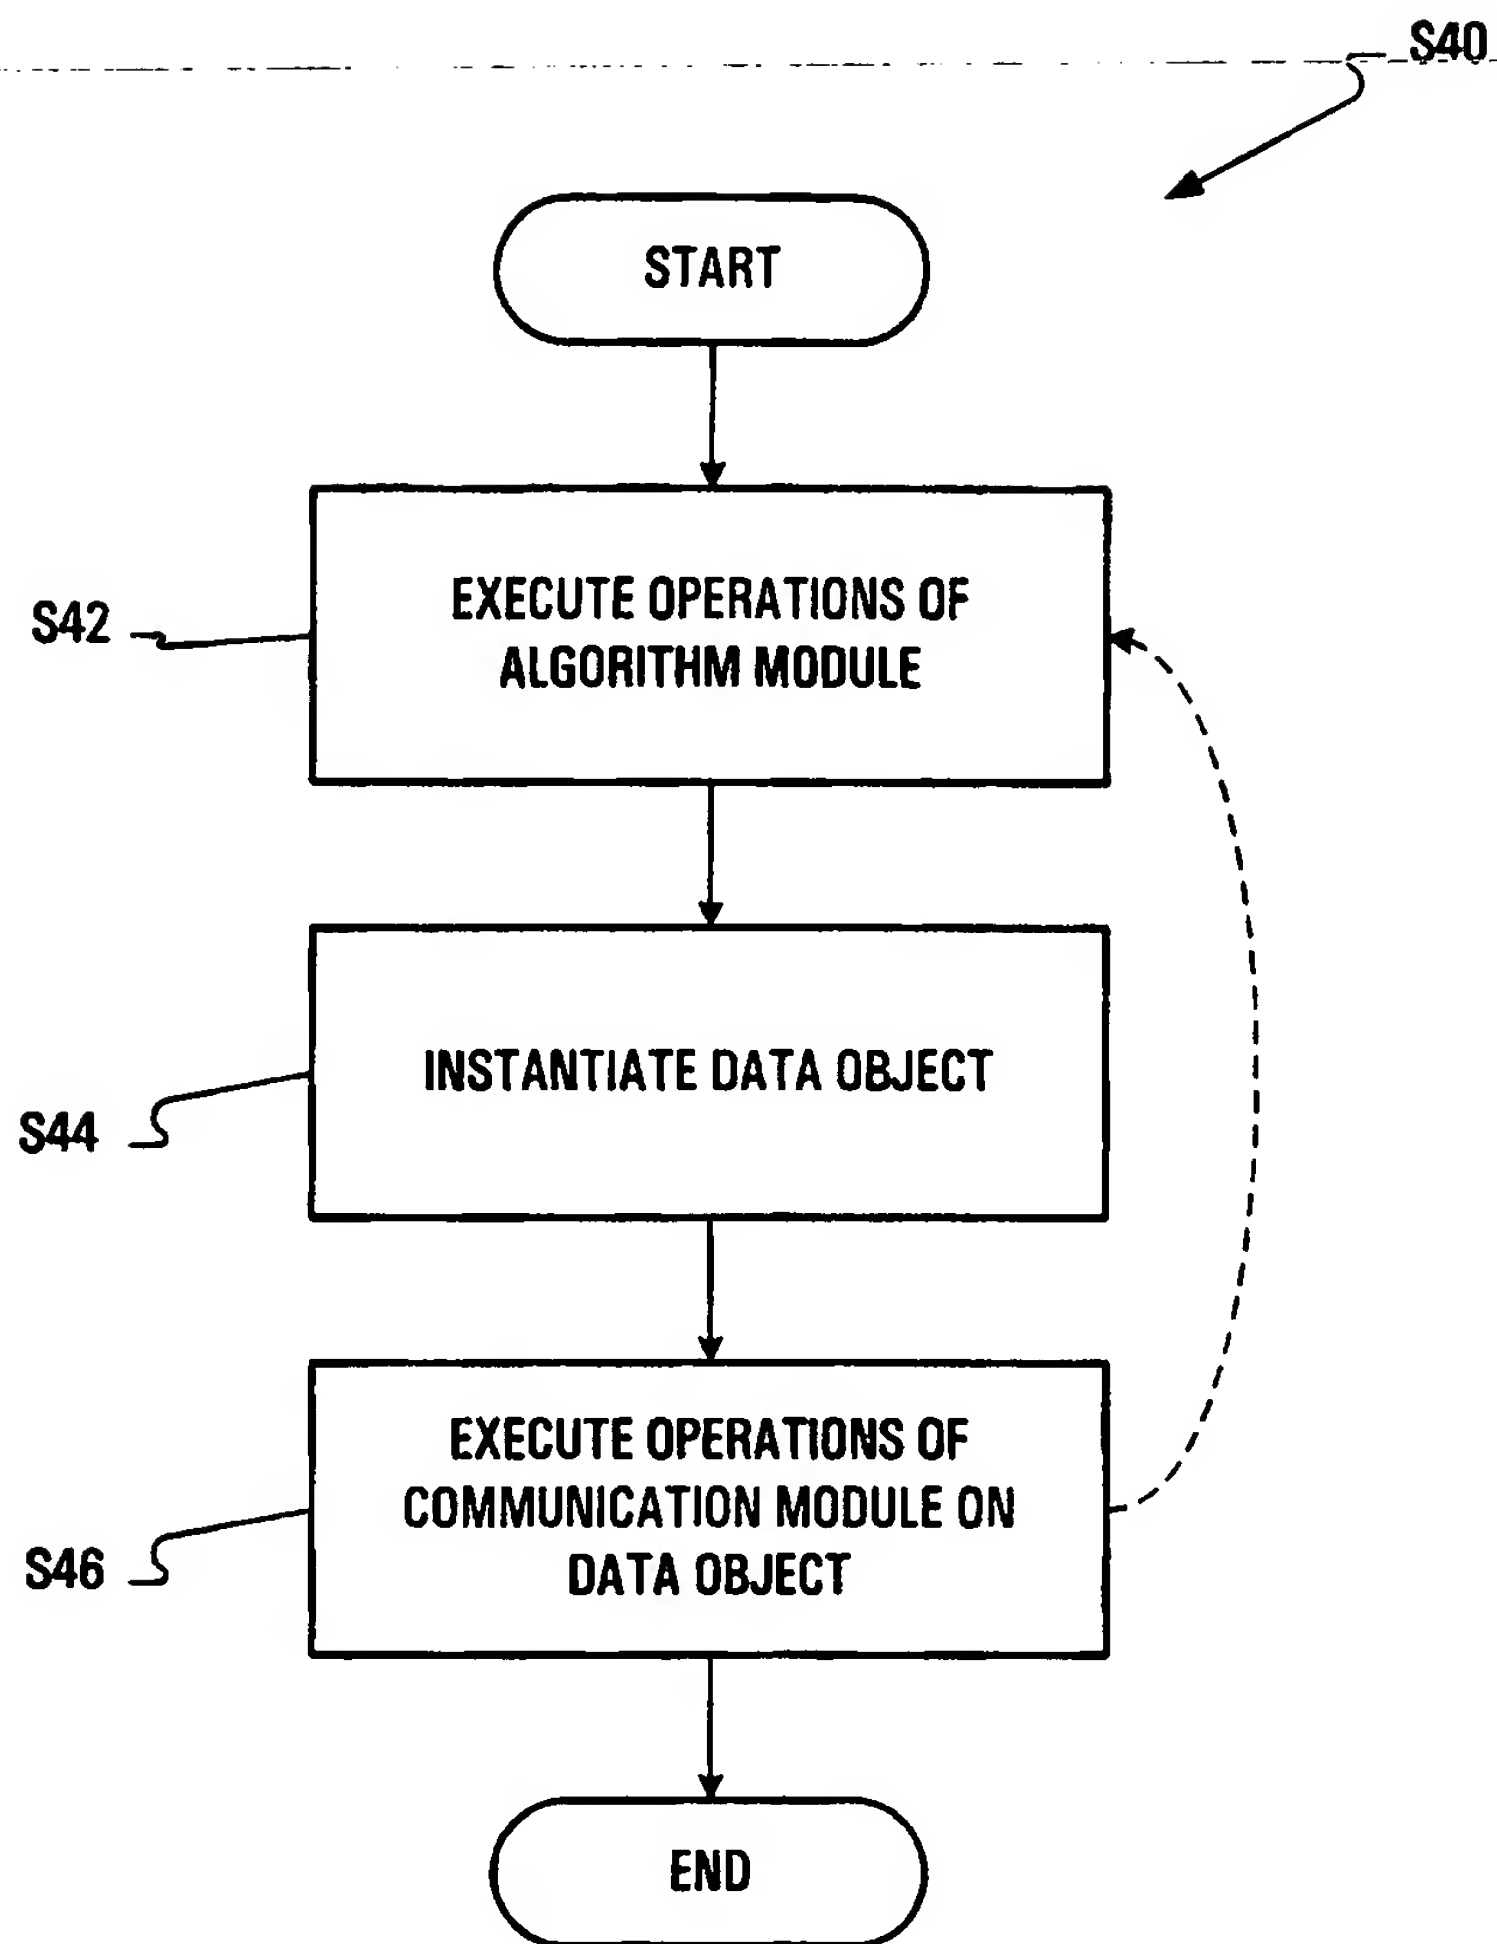 S40
START
S42
EXECUTE OPERATIONS OF
ALGORITHM MODULE
INSTANTIATE DATA OBJECT
S44
EXECUTE OPERATIONS OF
COMMUNICATION MODULE ON
DATA OBJECT
S46
END